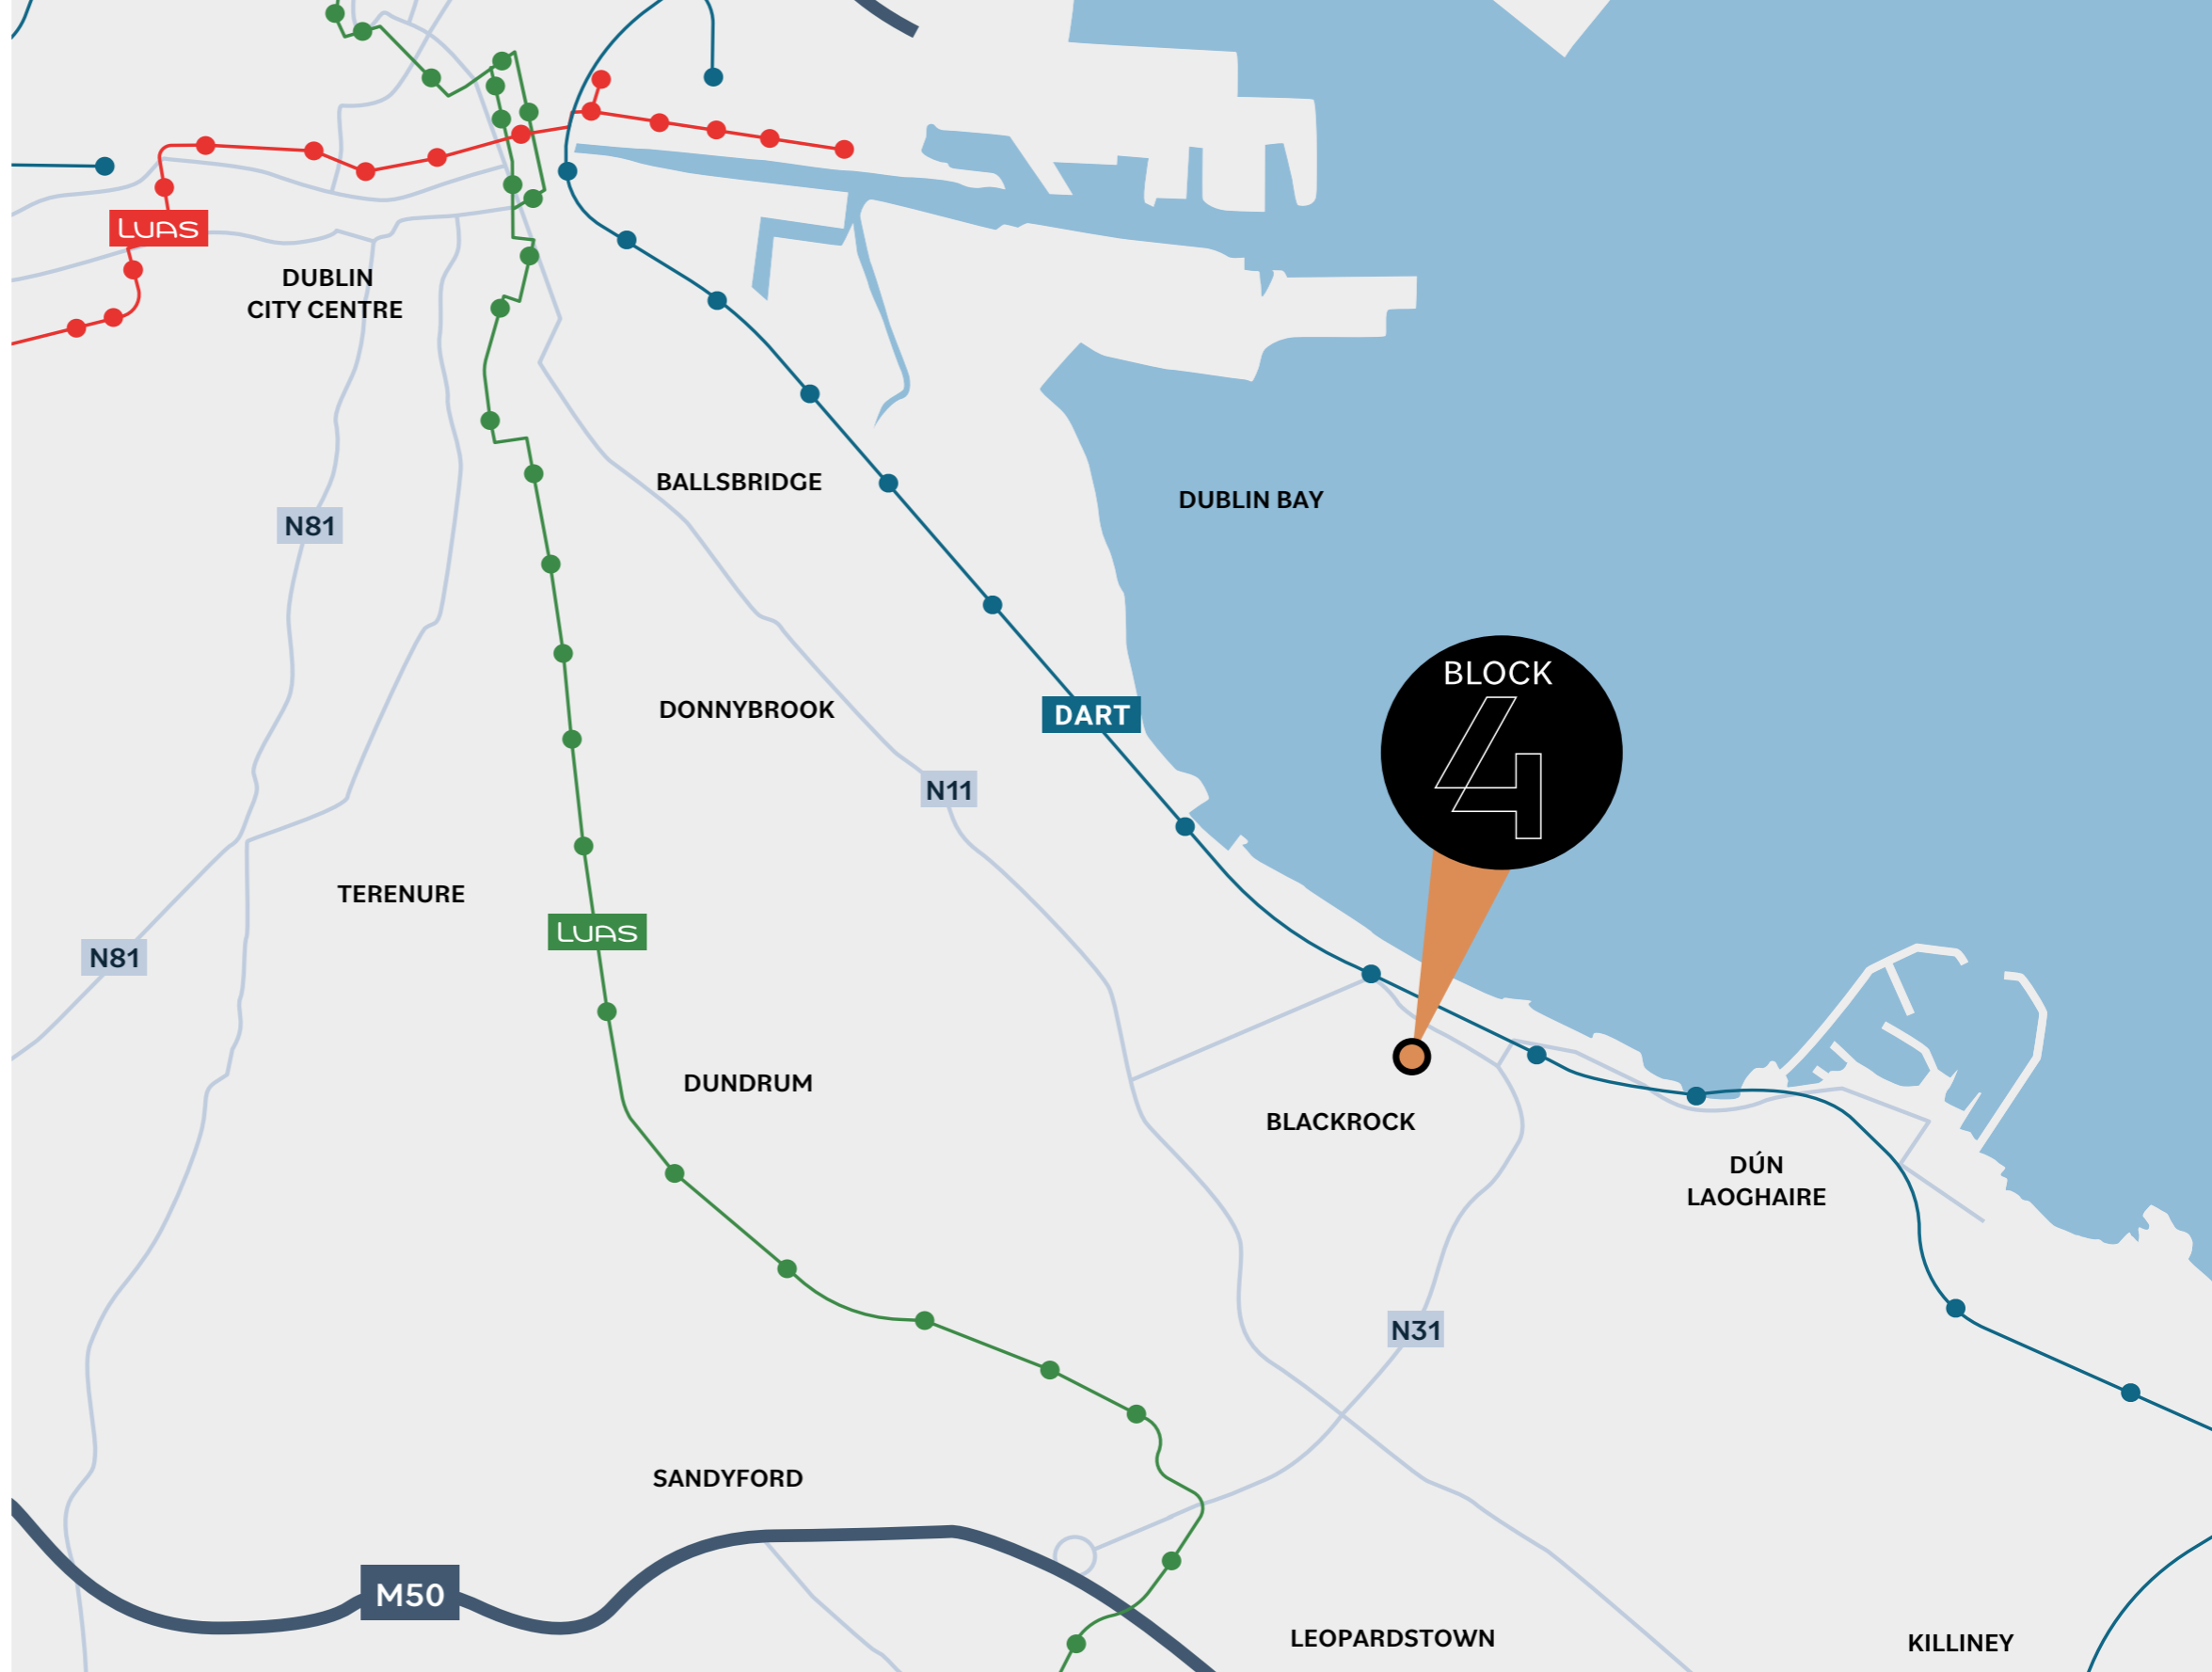 LUAS
DUBLIN
CITY CENTRE
BALLSBRIDGE
DUBLIN BAY
N81
BLOCK
4
DONNYBROOK
DART
N11
TERENURE
LUAS
N81
DUNDRUM
BLACKROCK
DÚN
LAOGHAIRE
N31
SANDYFORD
M50
LEOPARDSTOWN
KILLINEY